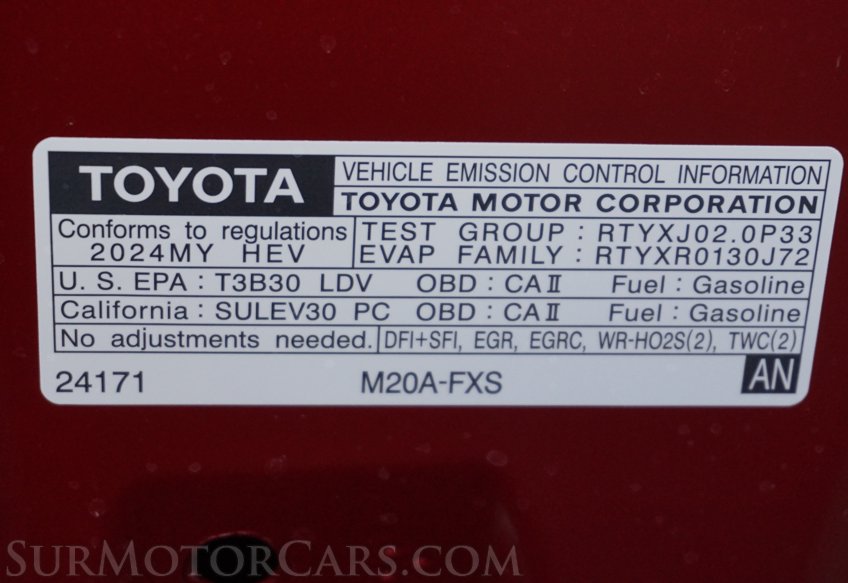 TOYOTA
VEHICLE EMISSION CONTROL INFORMATION
TOYOTA MOTOR CORPORATION
Conforms to regulations
2024MY HEV
TEST GROUP : RTYXJ02.0P33
EVAP FAMILY : RTYXR0130J72
U. S. EPA : T3B30 LDV OBD : CAⅡ Fuel : Gasoline
California : SULEV30 PC OBD : CAⅡ Fuel : Gasoline
No adjustments needed. DFI+SFI, EGR, EGRC, WR-HO2S(2), TWC(2)
24171 M20A-FXS AN
SURMOTORCARS.COM